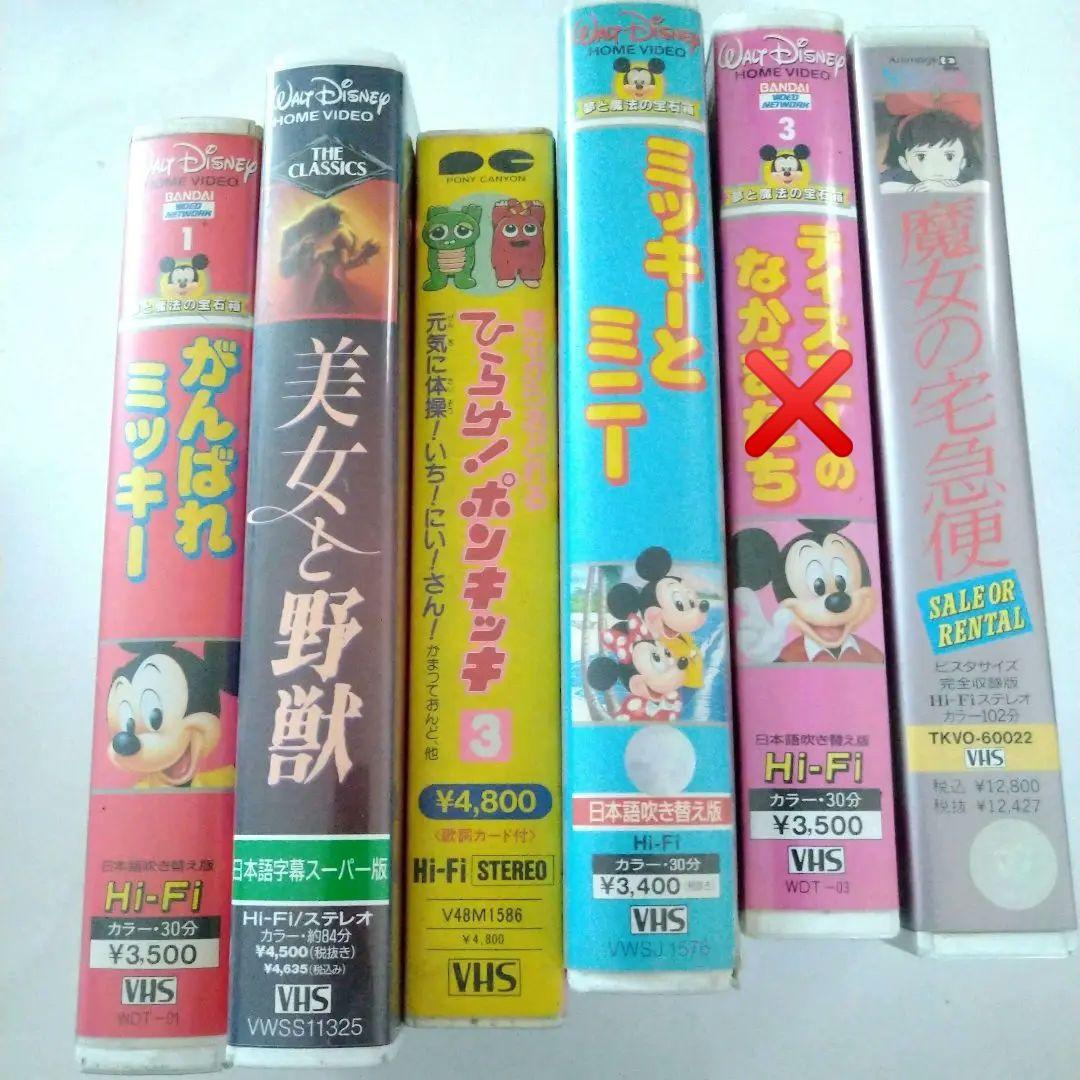 WALT DISNEY
HOME VIDEO
BANDAI
VIDEO
NETWORK
1
夢と魔法の宝石箱
がんばれ
ミッキー
日本語吹き替え版
Hi-Fi
カラー・30分
¥3,500
VHS
WDT-01
WALT DISNEY
HOME VIDEO
THE
CLASSICS
美女と野獣
日本語字幕スーパー版
Hi-Fi/ステレオ
カラー・約84分
¥4,500(税抜き)
¥4,635(税込み)
VHS
VWSS11325
PONY CANYON
ひらけ!ポンキッキ
3
元気に体操!いち!にい!さん!
かまっておんど、他
¥4,800
〈歌詞カード付〉
Hi-Fi STEREO
V48M1586
¥4,800
VHS
WALT DISNEY
HOME VIDEO
夢と魔法の宝石箱
ミッキーと
ミニー
日本語吹き替え版
Hi-Fi
カラー・30分
¥3,400(税抜き)
VHS
VWSJ1576
WALT DISNEY
HOME VIDEO
BANDAI
VIDEO
NETWORK
3
夢と魔法の宝石箱
ディズニーの
なかまたち
日本語吹き替え版
Hi-Fi
カラー・30分
¥3,500
VHS
WDT-03
Animage
魔女の宅急便
SALE OR
RENTAL
ビスタサイズ
完全収録版
Hi-Fiステレオ
カラー102分
TKVO-60022
VHS
税込 ¥12,800
税抜 ¥12,427